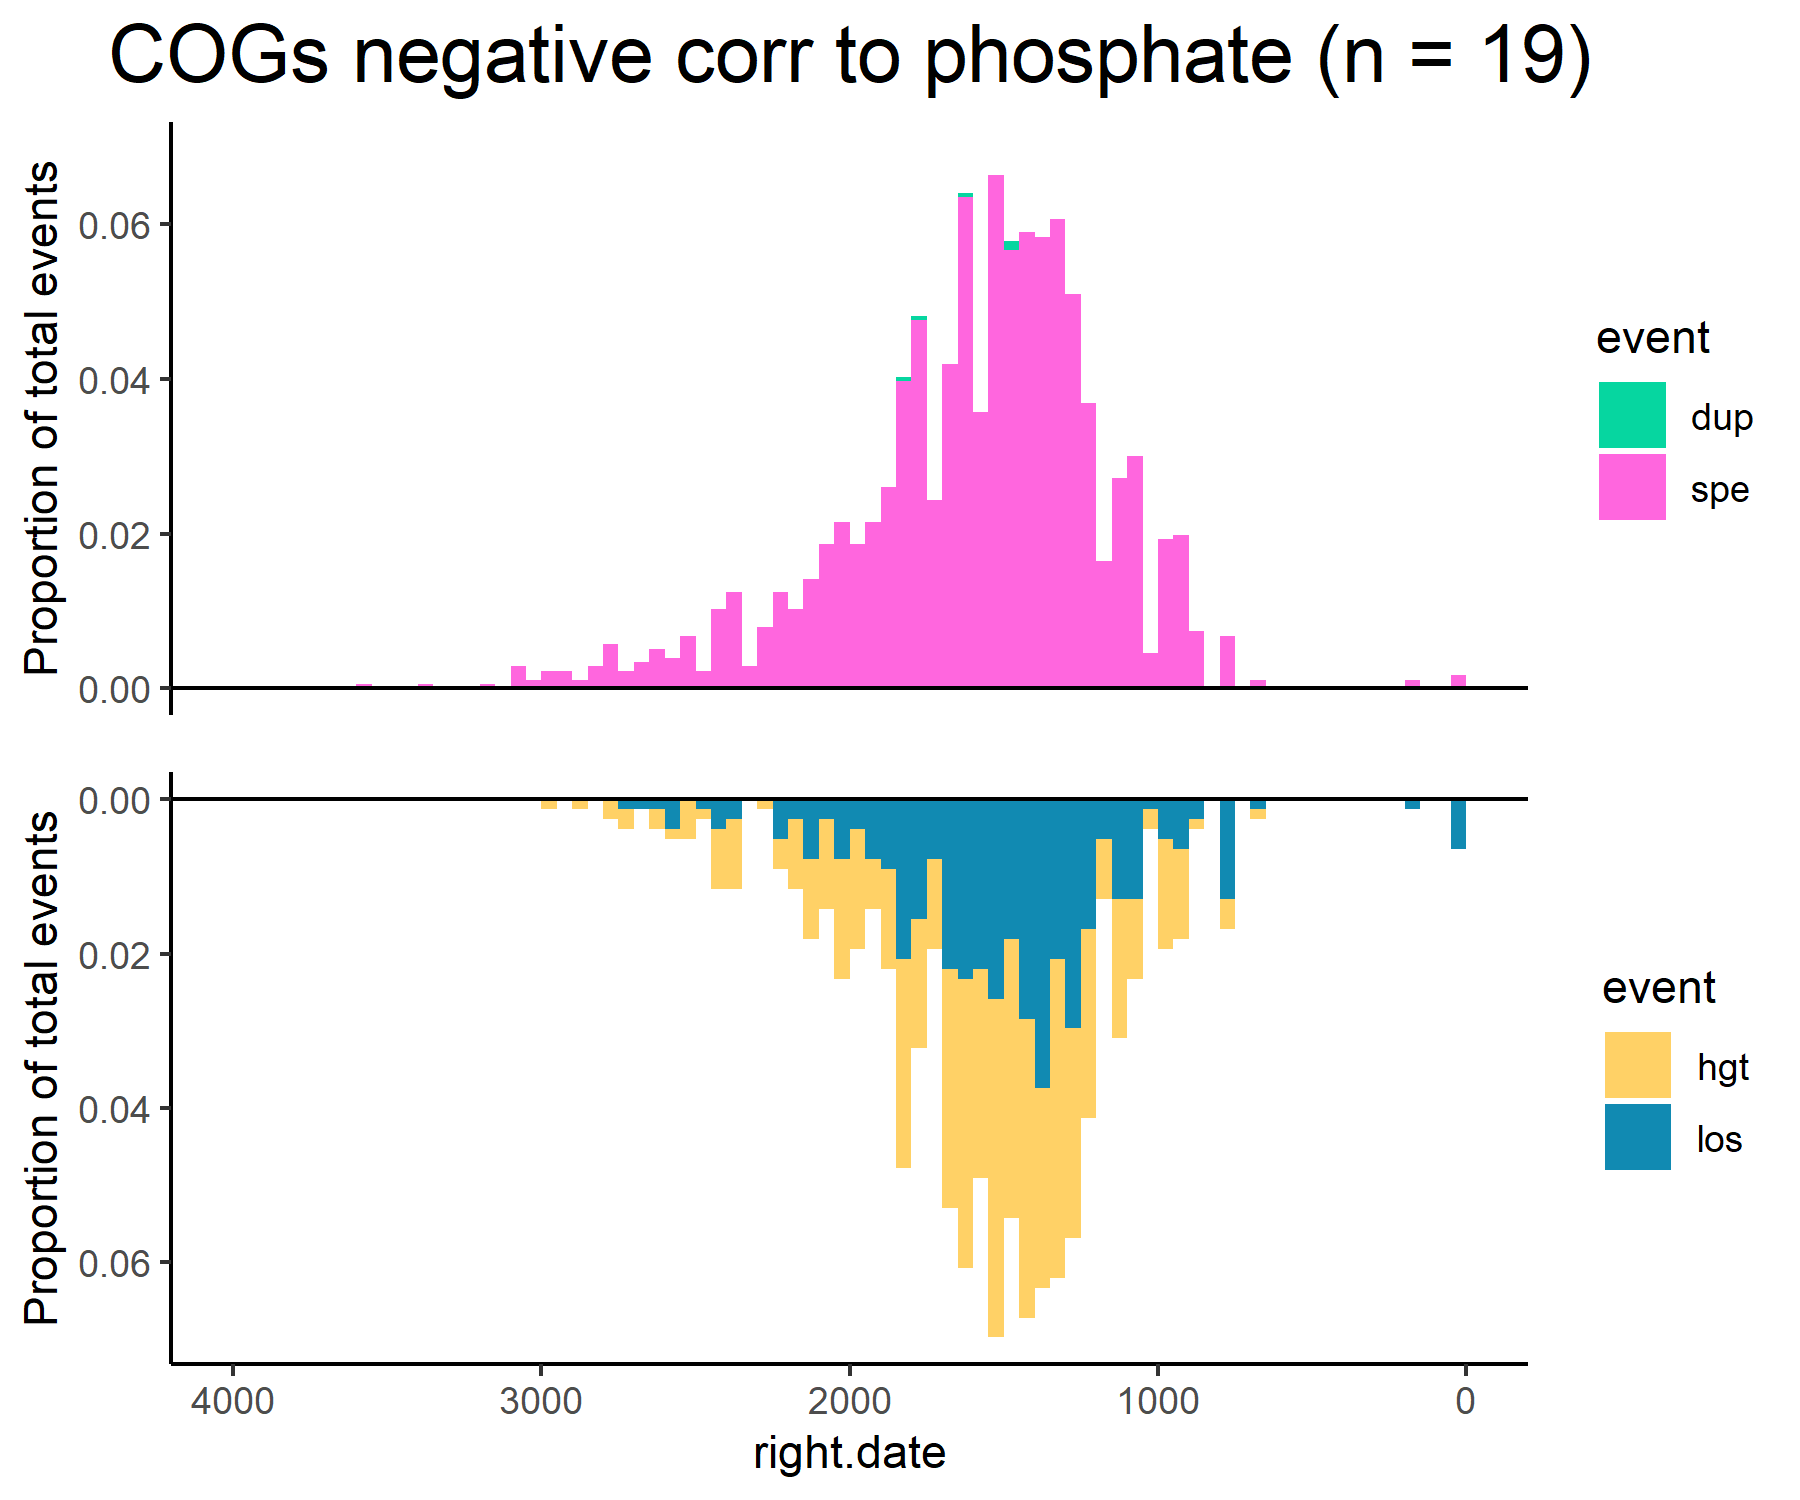 COGs negative corr to phosphate (n = 19)
Proportion of total events
0.06
0.04
0.02
0.00
event
dup
spe
Proportion of total events
0.00
0.02
0.04
0.06
event
hgt
los
4000 3000 2000 1000 0
right.date